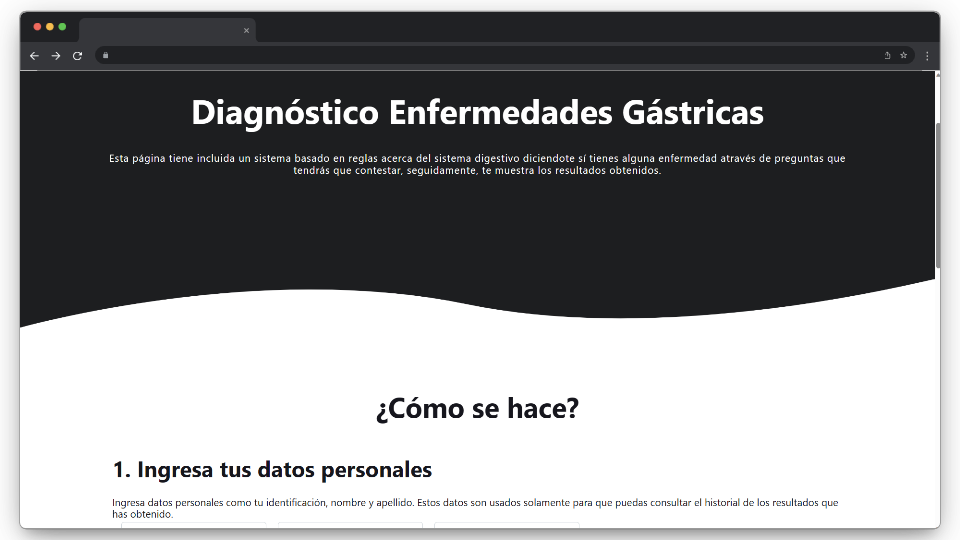 Diagnóstico Enfermedades Gástricas
Esta página tiene incluida un sistema basado en reglas acerca del sistema digestivo diciendote sí tienes alguna enfermedad através de preguntas que
tendrás que contestar, seguidamente, te muestra los resultados obtenidos.
¿Cómo se hace?
1. Ingresa tus datos personales
Ingresa datos personales como tu identificación, nombre y apellido. Estos datos son usados solamente para que puedas consultar el historial de los resultados que
has obtenido.